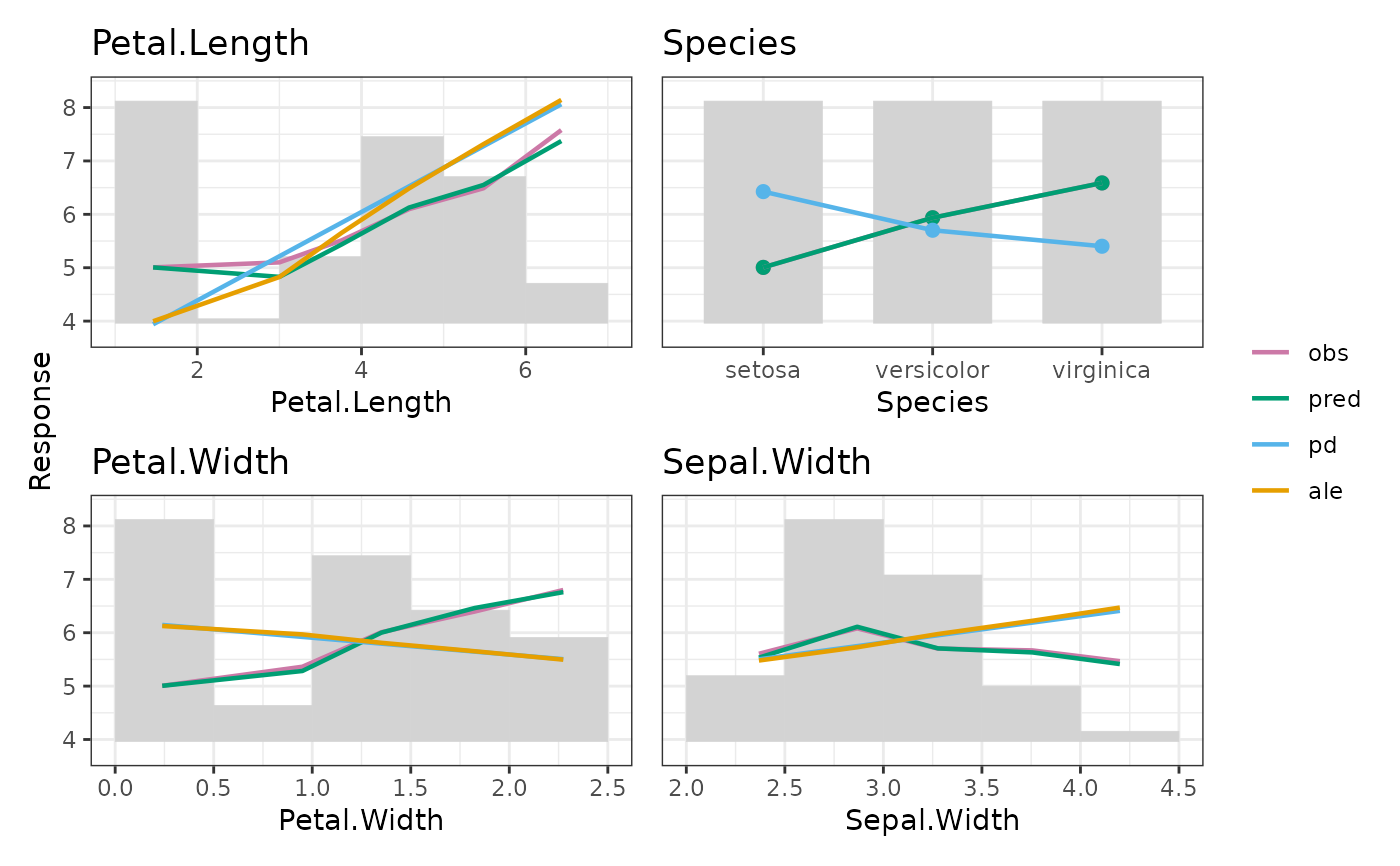 Petal.Length
Species
8
7
6
5
4
2 4 6
setosa versicolor virginica
Petal.Length
Species
Response
obs
pred
pd
ale
Petal.Width
Sepal.Width
8
7
6
5
4
0.0 0.5 1.0 1.5 2.0 2.5
2.0 2.5 3.0 3.5 4.0 4.5
Petal.Width
Sepal.Width